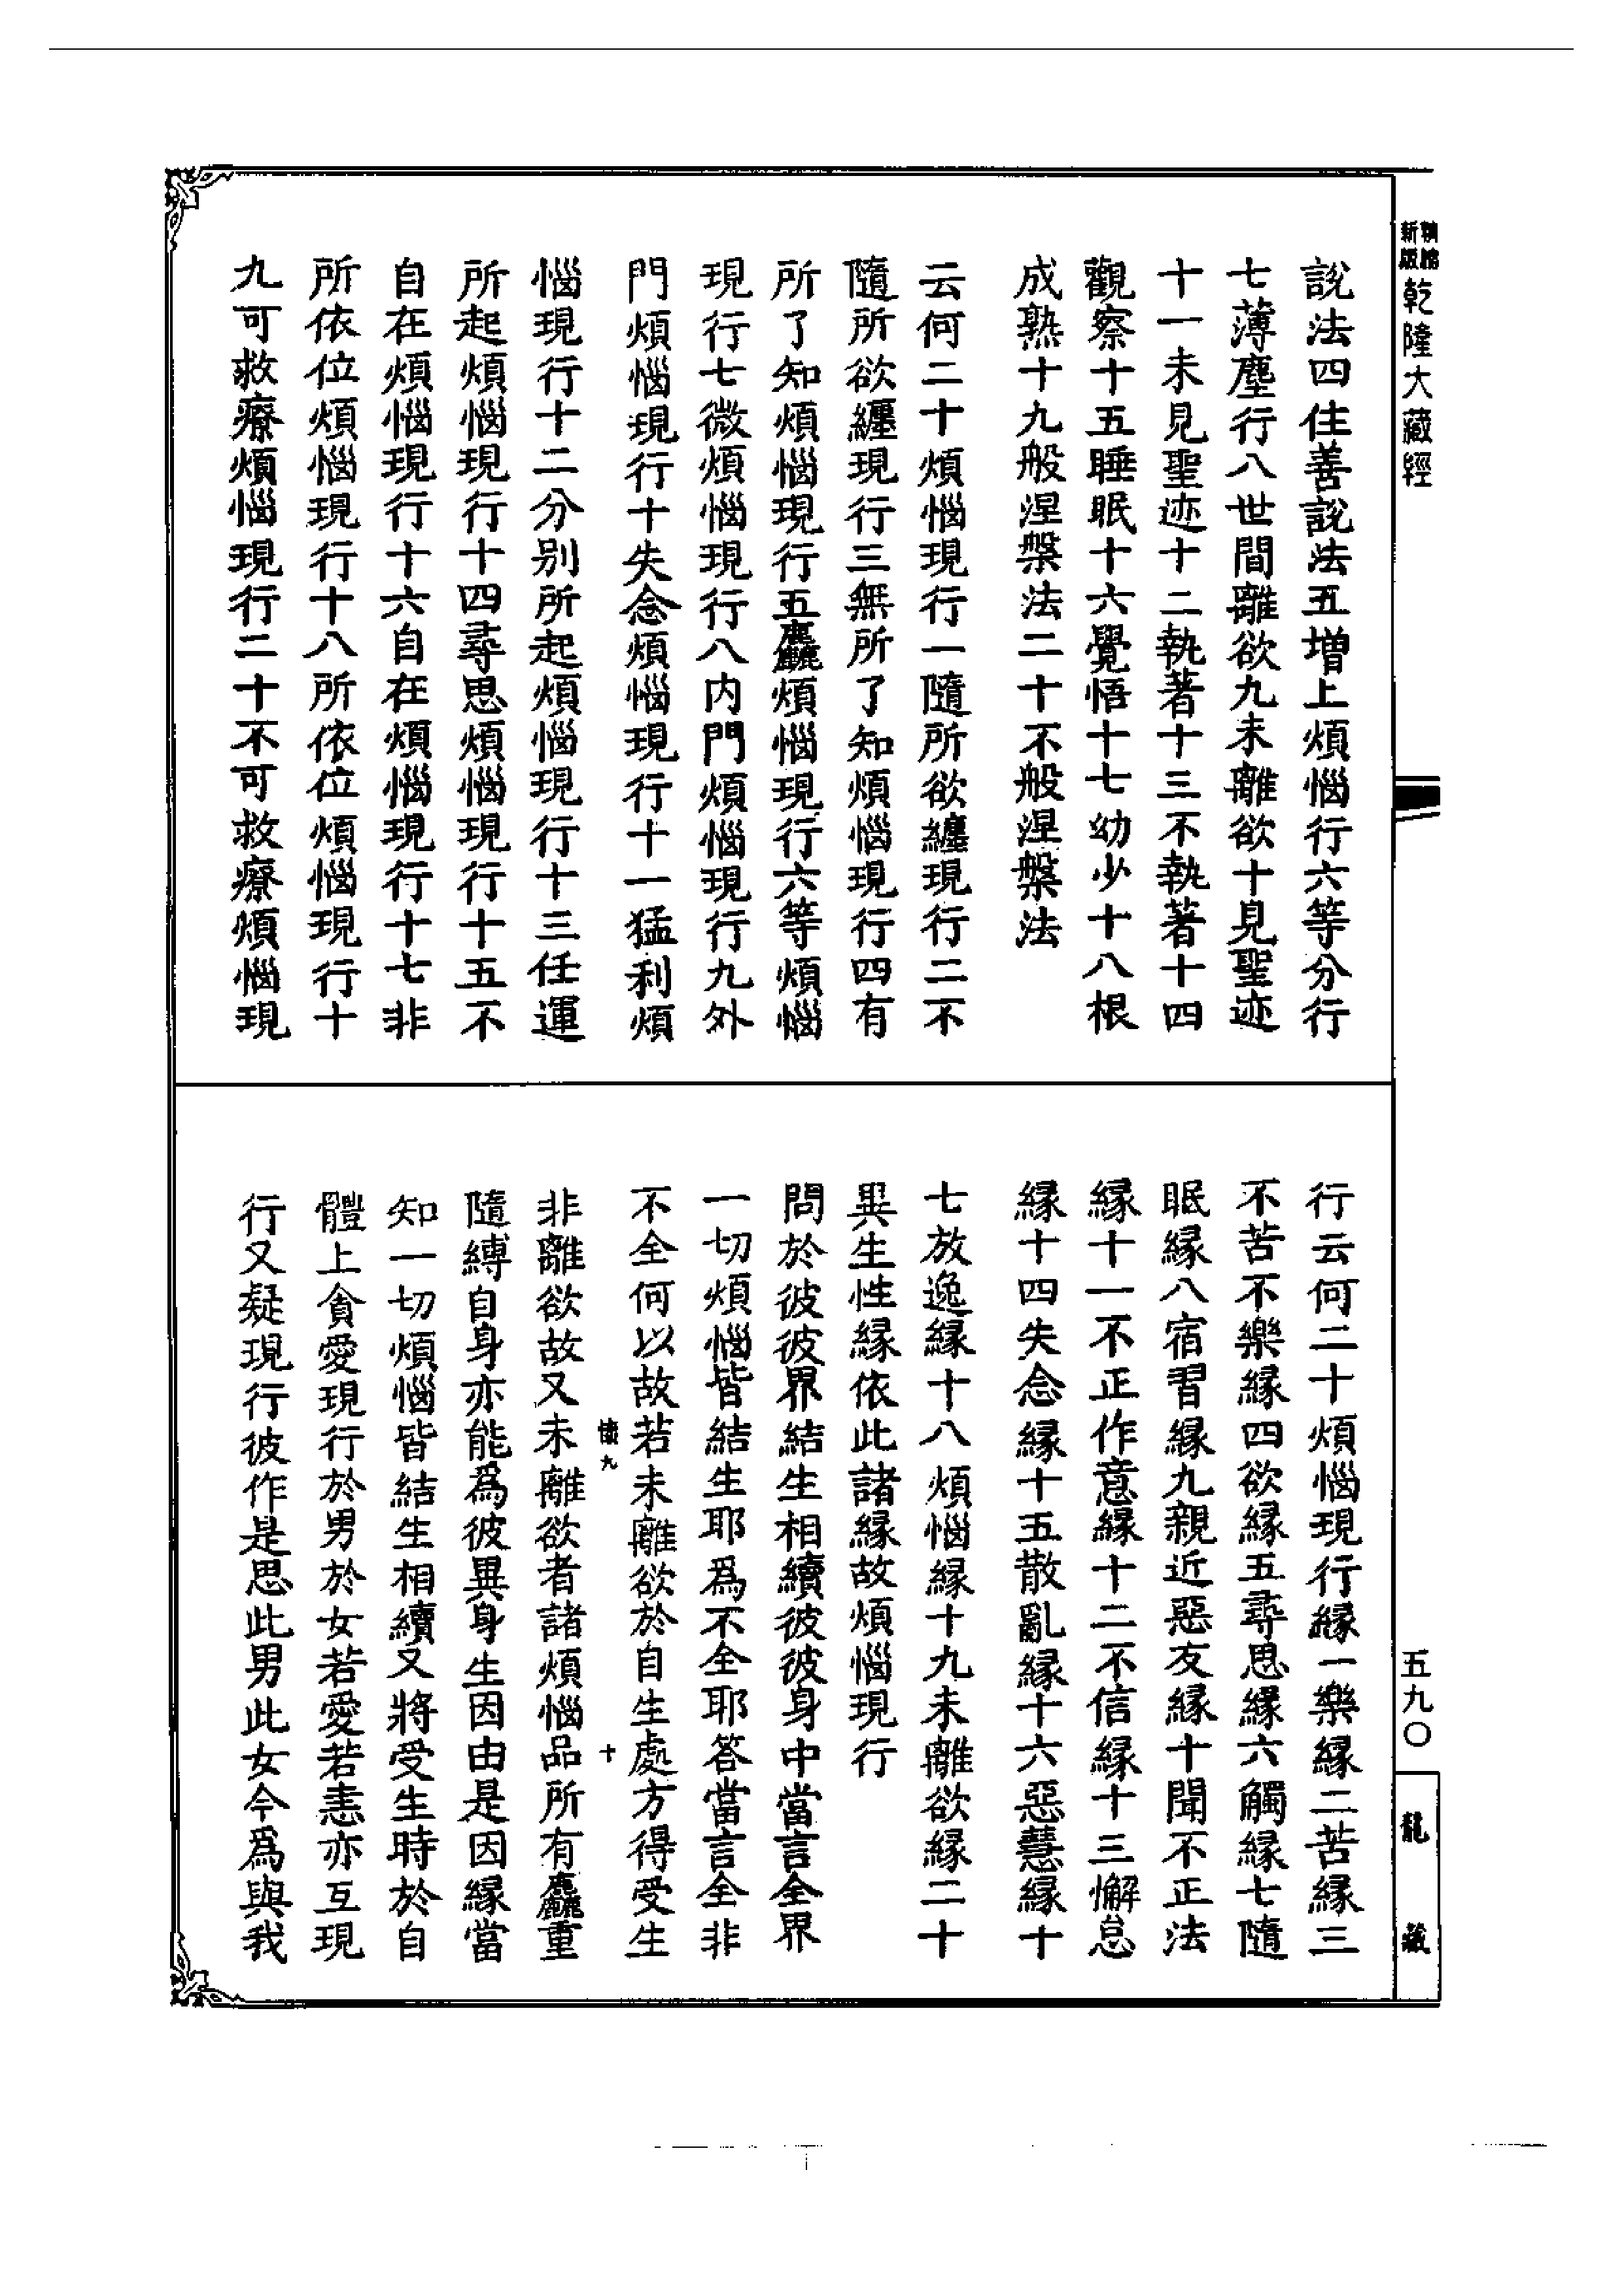 精縮
新版
乾隆大藏經
說法四住善說法五增上煩惱行六等分行
七薄塵行八世間離欲九未離欲十見聖迹
十一未見聖迹十二執著十三不執著十四
觀察十五睡眠十六覺悟十七幼少十八根
成熟十九般涅槃法二十不般涅槃法
云何二十煩惱現行一隨所欲纏現行二不
隨所欲纏現行三無所了知煩惱現行四有
所了知煩惱現行五麤煩惱現行六等煩惱
現行七微煩惱現行八內門煩惱現行九外
門煩惱現行十失念煩惱現行十一猛利煩
惱現行十二分別所起煩惱現行十三任運
所起煩惱現行十四尋思煩惱現行十五不
自在煩惱現行十六自在煩惱現行十七非
所依位煩惱現行十八所依位煩惱現行十
九可救療煩惱現行二十不可救療煩惱現
行云何二十煩惱現行緣一樂緣二苦緣三
不苦不樂緣四欲緣五尋思緣六觸緣七隨
眠緣八宿習緣九親近惡友緣十聞不正法
緣十一不正作意緣十二不信緣十三懈怠
緣十四失念緣十五散亂緣十六惡慧緣十
七放逸緣十八煩惱緣十九未離欲緣二十
異生性緣依此諸緣故煩惱現行
問於彼彼界結生相續彼彼身中當言全界
一切煩惱皆結生耶為不全耶答當言全非
不全何以故若未離欲於自生處方得受生
非離欲故又未離欲者諸煩惱品所有麤重
隨縛自身亦能為彼異身生因由是因緣當
知一切煩惱皆結生相續又將受生時於自
體上貪愛現行於男於女若愛若恚亦互現
行又疑現行彼作是思此男此女今為與我
九
十
五九〇
龍藏